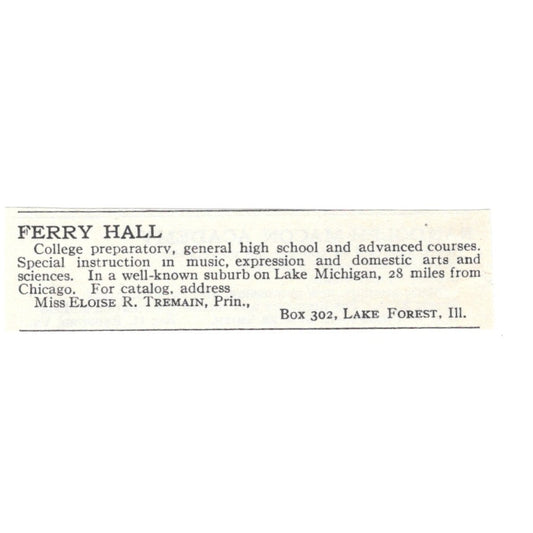 FERRY HALL
College preparatory, general high school and advanced courses.
Special instruction in music, expression and domestic arts and
sciences. In a well-known suburb on Lake Michigan, 28 miles from
Chicago. For catalog, address
Miss ELOISE R. TREMAIN, Prin.,
Box 302, LAKE FOREST, Ill.